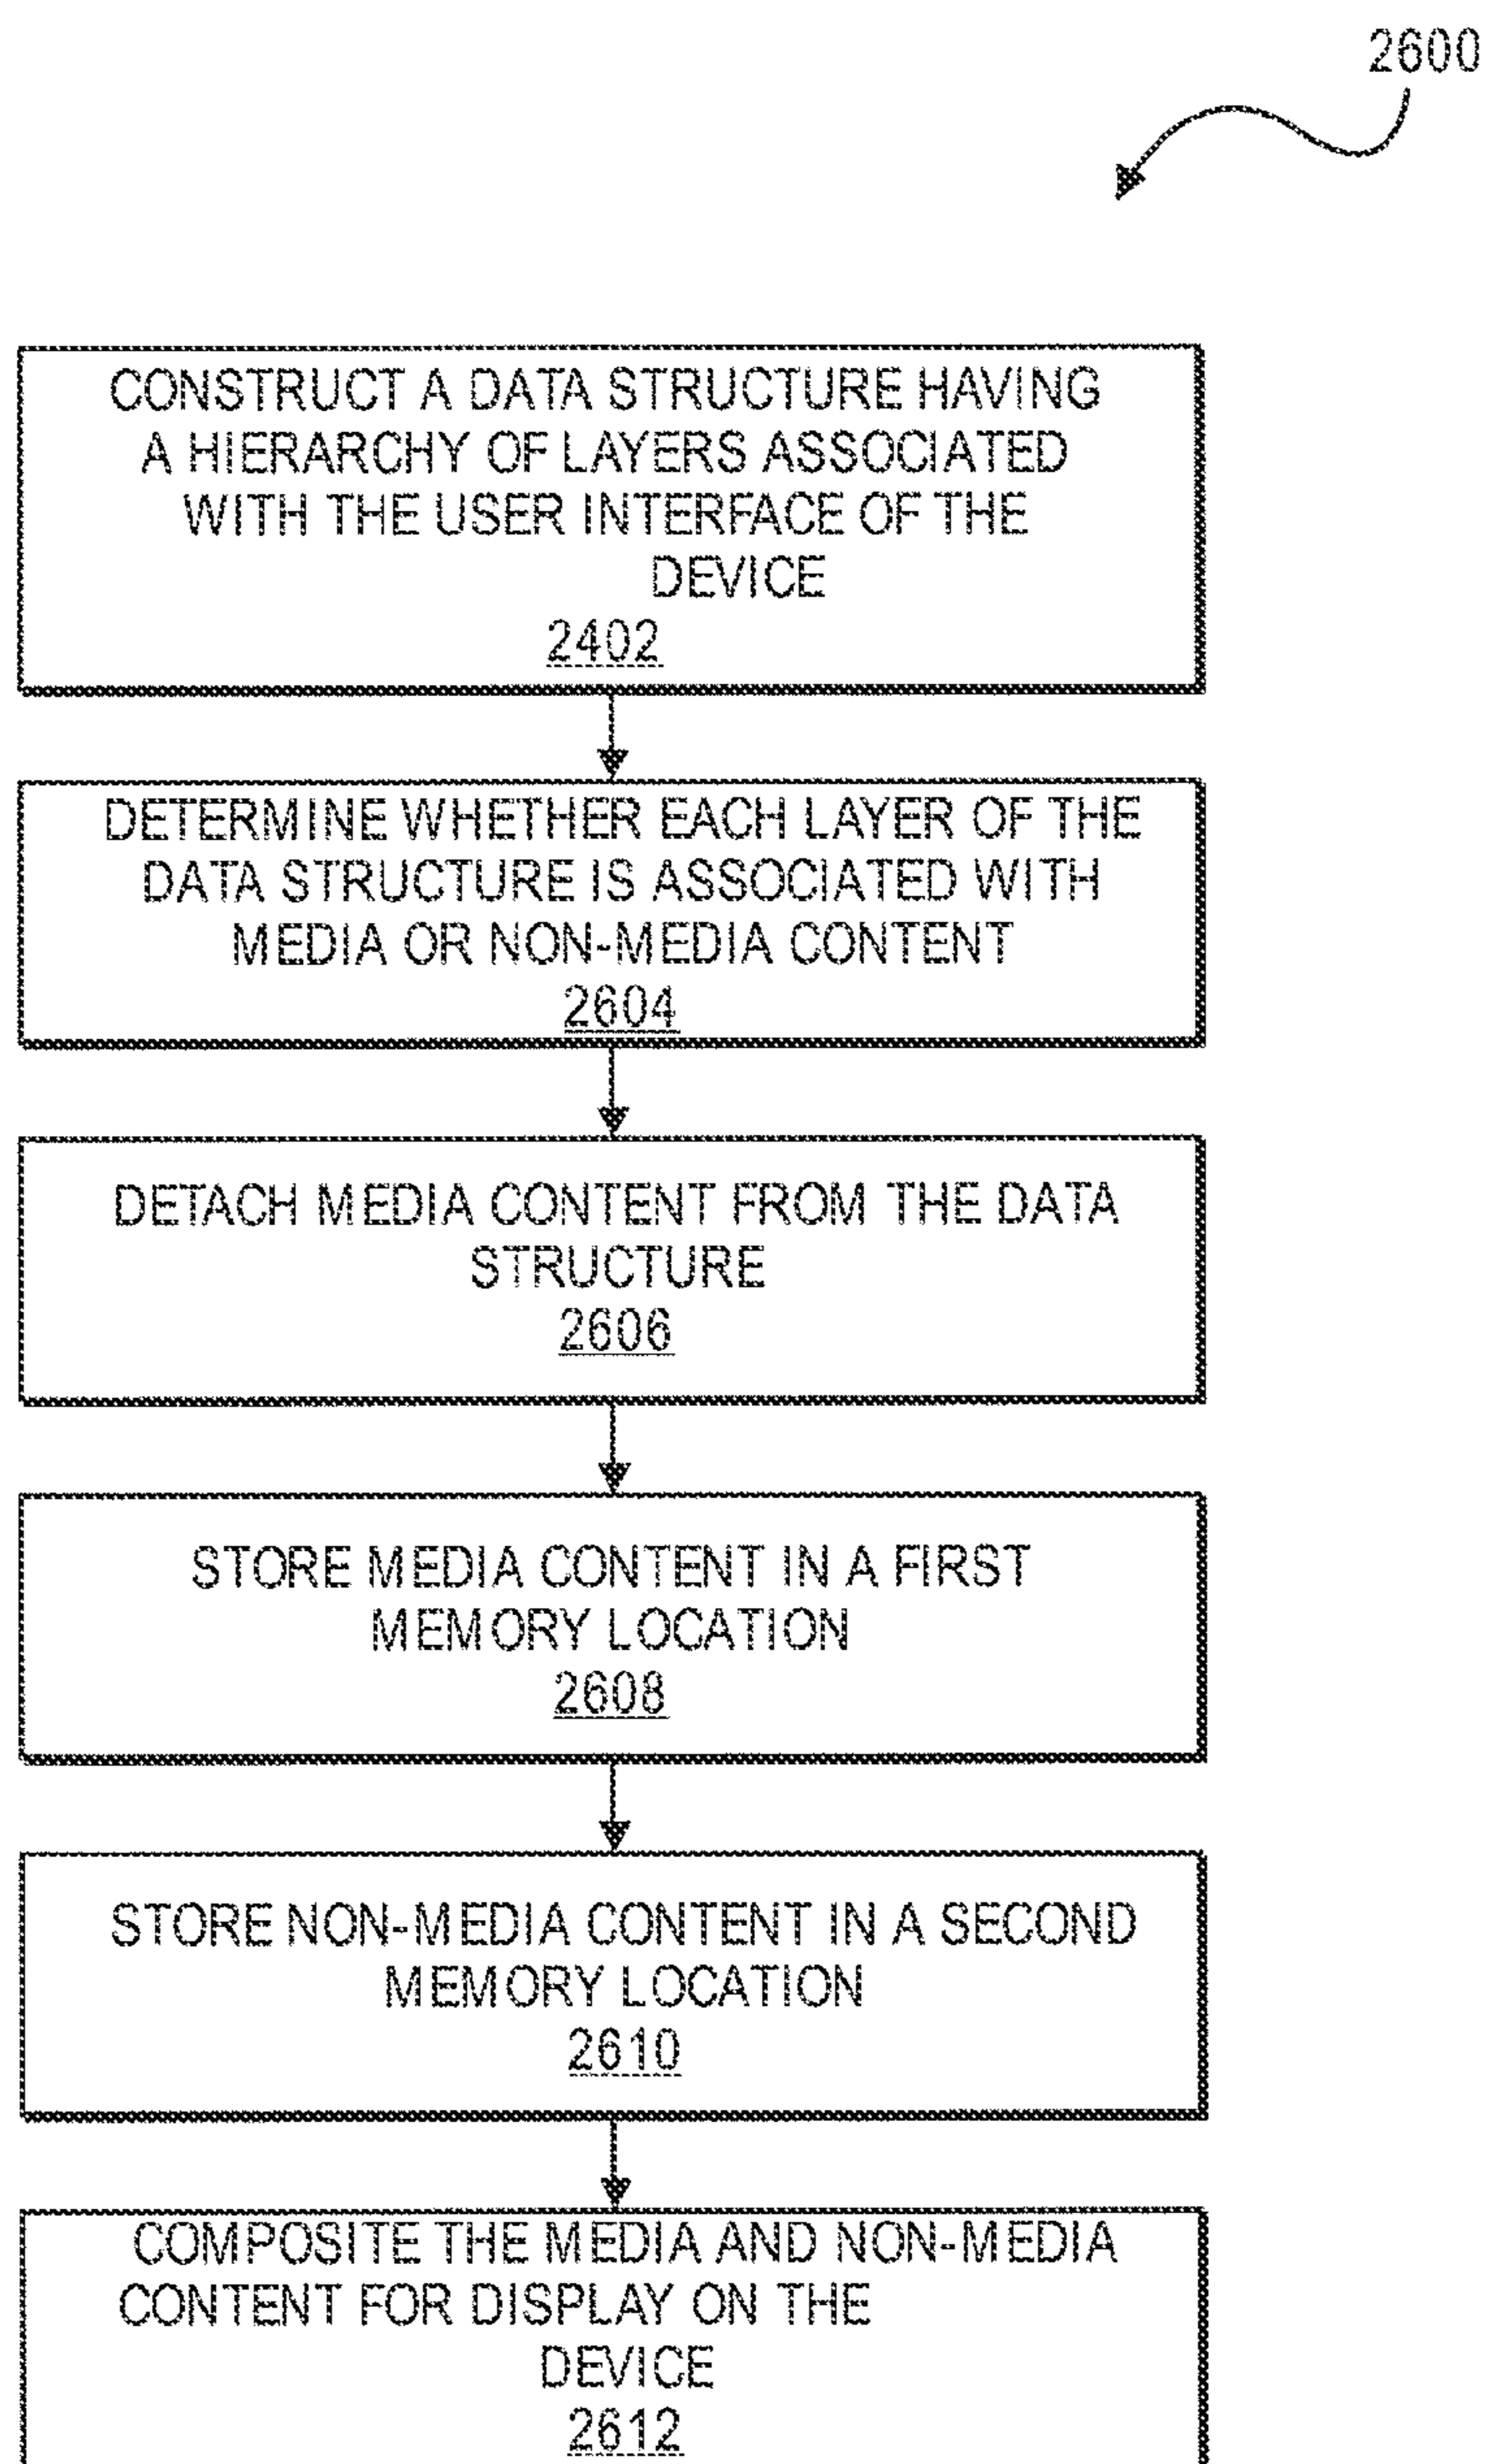 2600
CONSTRUCT A DATA STRUCTURE HAVING
A HIERARCHY OF LAYERS ASSOCIATED
WITH THE USER INTERFACE OF THE
DEVICE
2402
DETERMINE WHETHER EACH LAYER OF THE
DATA STRUCTURE IS ASSOCIATED WITH
MEDIA OR NON-MEDIA CONTENT
2604
DETACH MEDIA CONTENT FROM THE DATA
STRUCTURE
2606
STORE MEDIA CONTENT IN A FIRST
MEMORY LOCATION
2608
STORE NON-MEDIA CONTENT IN A SECOND
MEMORY LOCATION
2610
COMPOSITE THE MEDIA AND NON-MEDIA
CONTENT FOR DISPLAY ON THE
DEVICE
2612